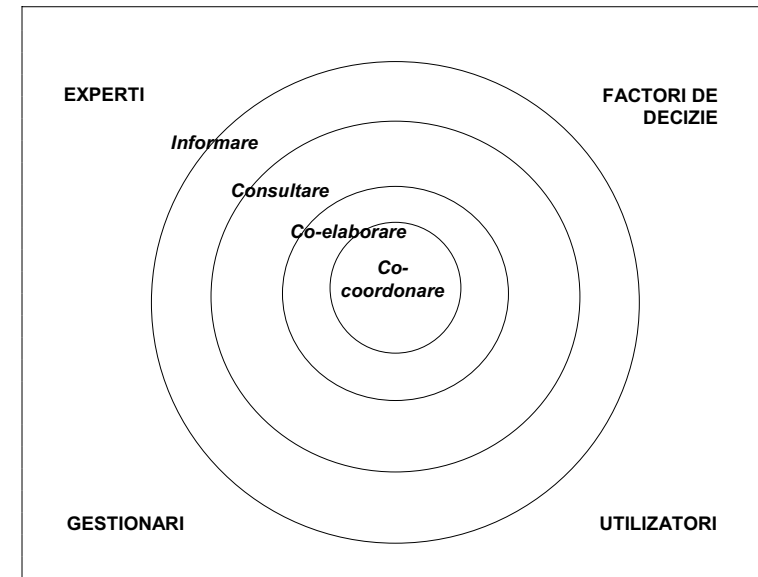 EXPERTI
FACTORI DE
DECIZIE
Informare
Consultare
Co-elaborare
Co-
coordonare
GESTIONARI
UTILIZATORI